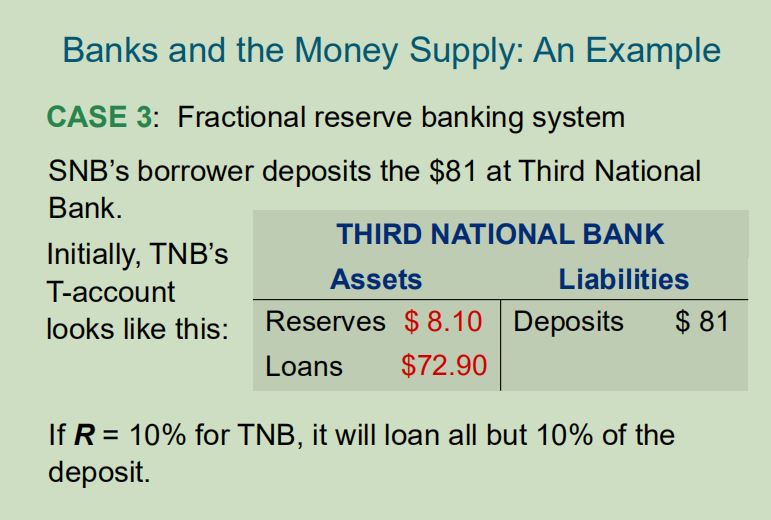 Banks and the Money Supply: An Example
CASE 3: Fractional reserve banking system
SNB’s borrower deposits the $81 at Third National
Bank.
Initially, TNB’s
T-account
looks like this:
THIRD NATIONAL BANK
Assets Liabilities
Reserves $ 8.10 Deposits $ 81
Loans $72.90
If R = 10% for TNB, it will loan all but 10% of the
deposit.